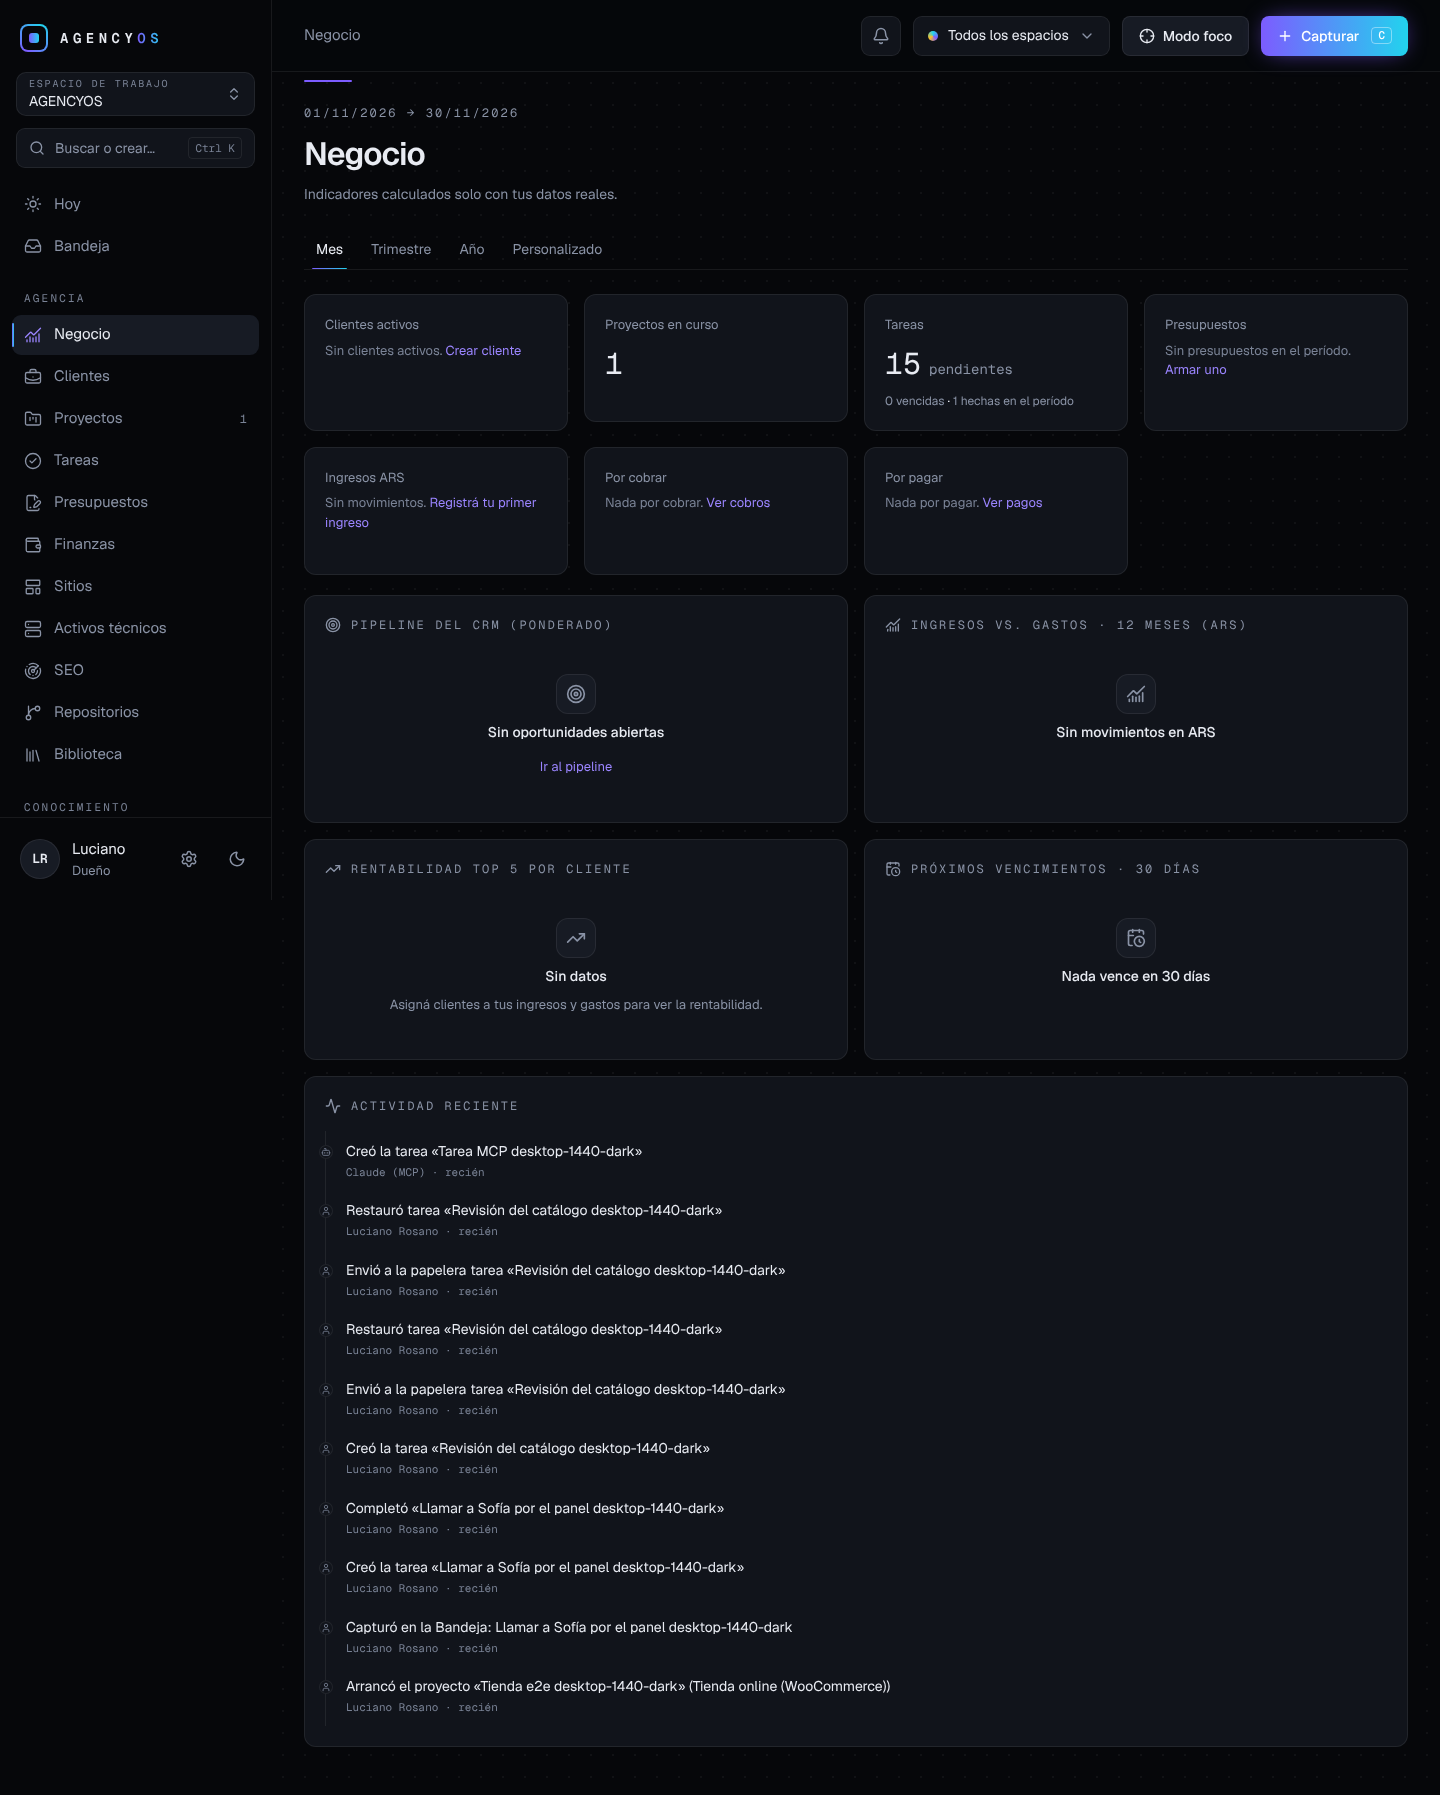 AGENCYOS
ESPACIO DE TRABAJO
AGENCYOS
Buscar o crear…
Ctrl K
Hoy
Bandeja
AGENCIA
Negocio
Clientes
Proyectos 1
Tareas
Presupuestos
Finanzas
Sitios
Activos técnicos
SEO
Repositorios
Biblioteca
CONOCIMIENTO
LR
Luciano
Dueño
Negocio
Todos los espacios
Modo foco
Capturar C
01/11/2026 → 30/11/2026
Negocio
Indicadores calculados solo con tus datos reales.
Mes Trimestre Año Personalizado
Clientes activos
Sin clientes activos. Crear cliente
Proyectos en curso
1
Tareas
15 pendientes
0 vencidas · 1 hechas en el período
Presupuestos
Sin presupuestos en el período.
Armar uno
Ingresos ARS
Sin movimientos. Registrá tu primer
ingreso
Por cobrar
Nada por cobrar. Ver cobros
Por pagar
Nada por pagar. Ver pagos
PIPELINE DEL CRM (PONDERADO)
Sin oportunidades abiertas
Ir al pipeline
INGRESOS VS. GASTOS · 12 MESES (ARS)
Sin movimientos en ARS
RENTABILIDAD TOP 5 POR CLIENTE
Sin datos
Asigná clientes a tus ingresos y gastos para ver la rentabilidad.
PRÓXIMOS VENCIMIENTOS · 30 DÍAS
Nada vence en 30 días
ACTIVIDAD RECIENTE
Creó la tarea «Tarea MCP desktop-1440-dark»
Claude (MCP) · recién
Restauró tarea «Revisión del catálogo desktop-1440-dark»
Luciano Rosano · recién
Envió a la papelera tarea «Revisión del catálogo desktop-1440-dark»
Luciano Rosano · recién
Restauró tarea «Revisión del catálogo desktop-1440-dark»
Luciano Rosano · recién
Envió a la papelera tarea «Revisión del catálogo desktop-1440-dark»
Luciano Rosano · recién
Creó la tarea «Revisión del catálogo desktop-1440-dark»
Luciano Rosano · recién
Completó «Llamar a Sofía por el panel desktop-1440-dark»
Luciano Rosano · recién
Creó la tarea «Llamar a Sofía por el panel desktop-1440-dark»
Luciano Rosano · recién
Capturó en la Bandeja: Llamar a Sofía por el panel desktop-1440-dark
Luciano Rosano · recién
Arrancó el proyecto «Tienda e2e desktop-1440-dark» (Tienda online (WooCommerce))
Luciano Rosano · recién